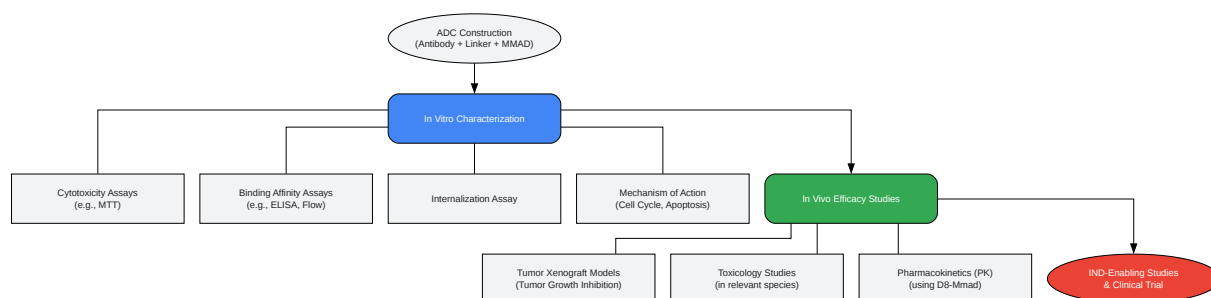 ADC Construction
(Antibody + Linker + MMAD)
In Vitro Characterization
Cytotoxicity Assays
(e.g., MTT)
Binding Affinity Assays
(e.g., ELISA, Flow)
Internalization Assay
Mechanism of Action
(Cell Cycle, Apoptosis)
In Vivo Efficacy Studies
Tumor Xenograft Models
(Tumor Growth Inhibition)
Toxicology Studies
(in relevant species)
Pharmacokinetics (PK)
(using D8-Mmad)
IND-Enabling Studies
& Clinical Trial